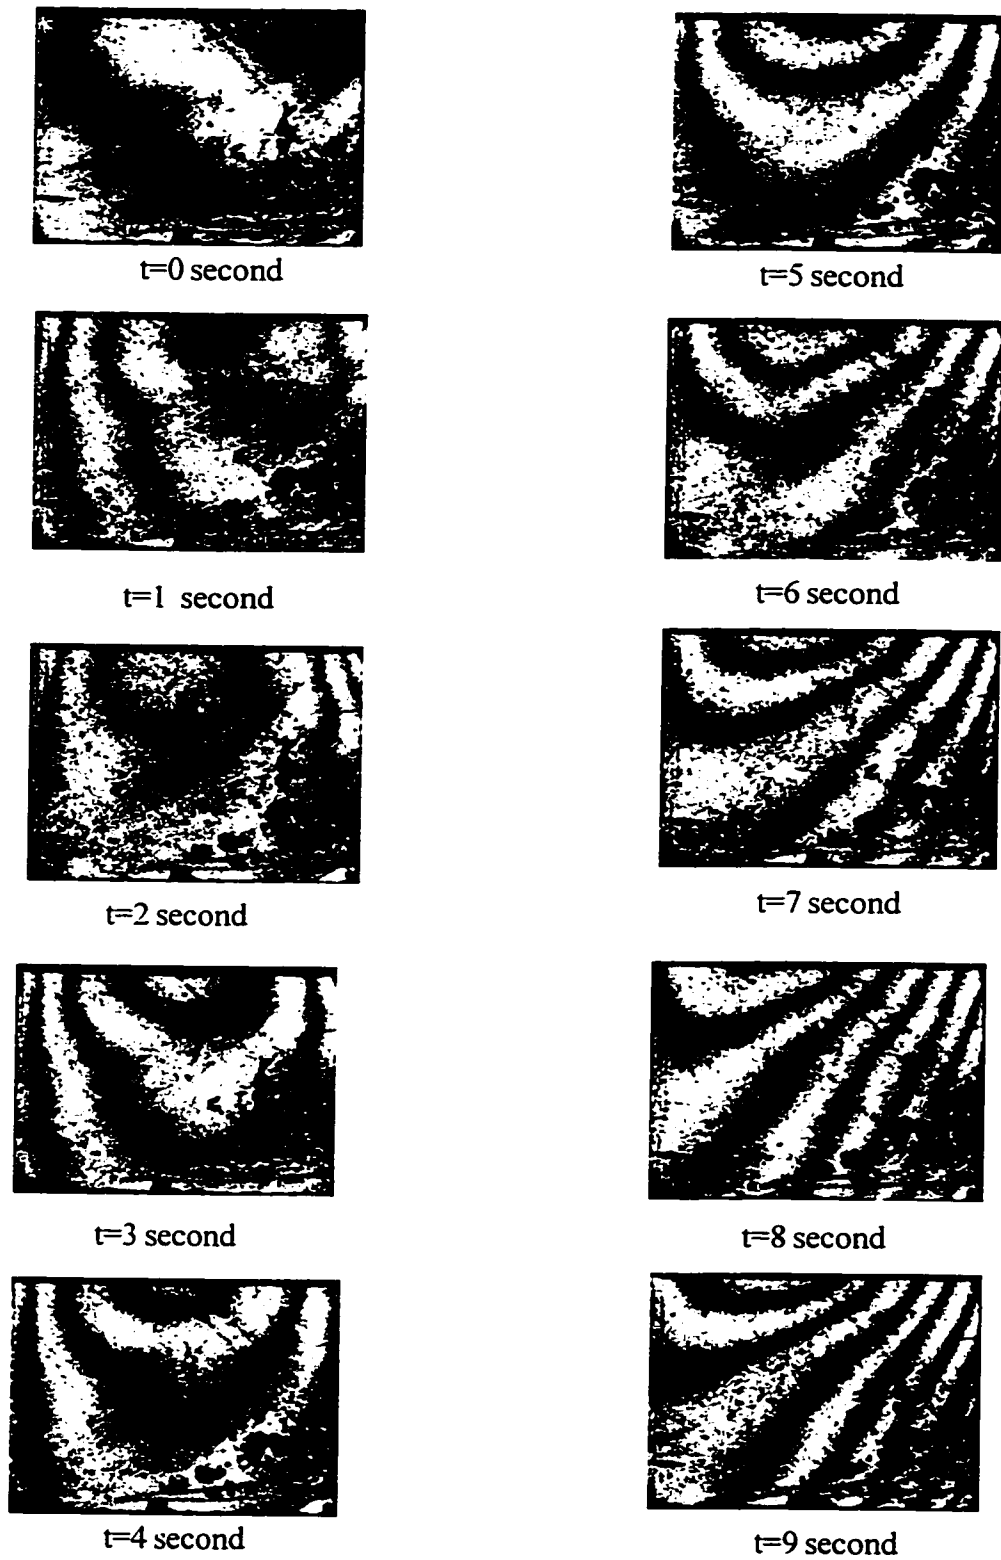 t=0 second
t=1 second
t=2 second
t=3 second
t=4 second
t=5 second
t=6 second
t=7 second
t=8 second
t=9 second